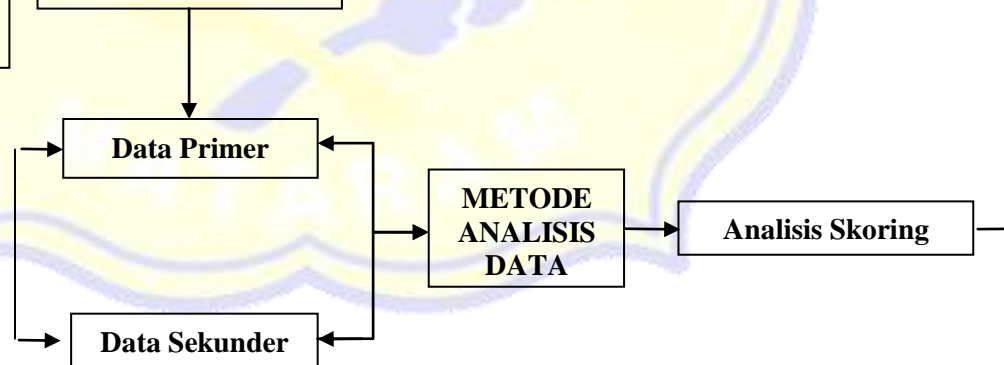 Data Primer
METODE
ANALISIS
DATA
Analisis Skoring
Data Sekunder